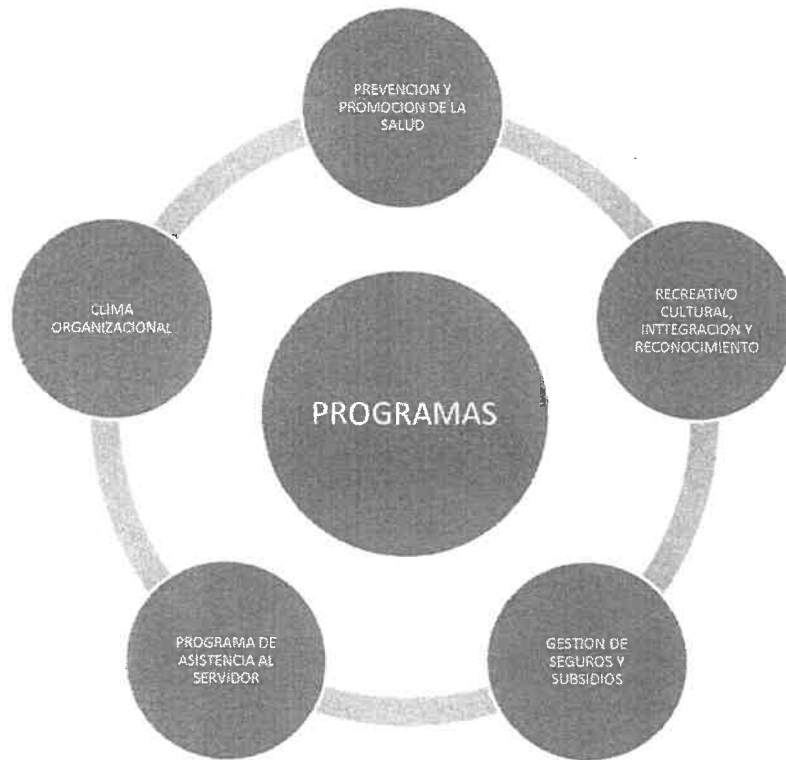 PREVENCION Y
PROMOCION DE LA
SALUD
CLIMA
ORGANIZACIONAL
RECREATIVO
CULTURAL,
INTTEGRACION Y
RECONOCIMIENTO
PROGRAMAS
PROGRAMA DE
ASISTENCIA AL
SERVIDOR
GESTION DE
SEGUROS Y
SUBSIDIOS